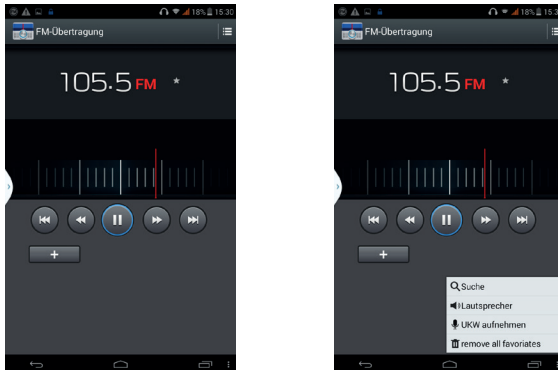 18% 15:30
FM-Übertragung
105.5 FM
+
18% 15:3
FM-Übertragung
105.5 FM
+
Suche
Lautsprecher
UKW aufnehmen
remove all favoriates